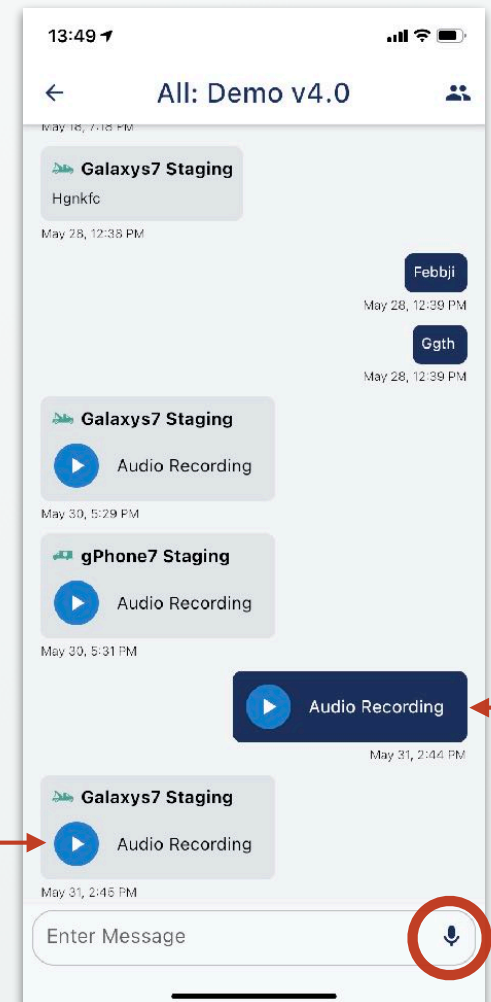 13:49
All: Demo v4.0
May 18, 7:18 PM
Galaxys7 Staging
Hgnkfc
May 28, 12:38 PM
Febbji
May 28, 12:39 PM
Ggth
May 28, 12:39 PM
Galaxys7 Staging
Audio Recording
May 30, 5:29 PM
gPhone7 Staging
Audio Recording
May 30, 5:31 PM
Audio Recording
May 31, 2:44 PM
Galaxys7 Staging
Audio Recording
May 31, 2:46 PM
Enter Message